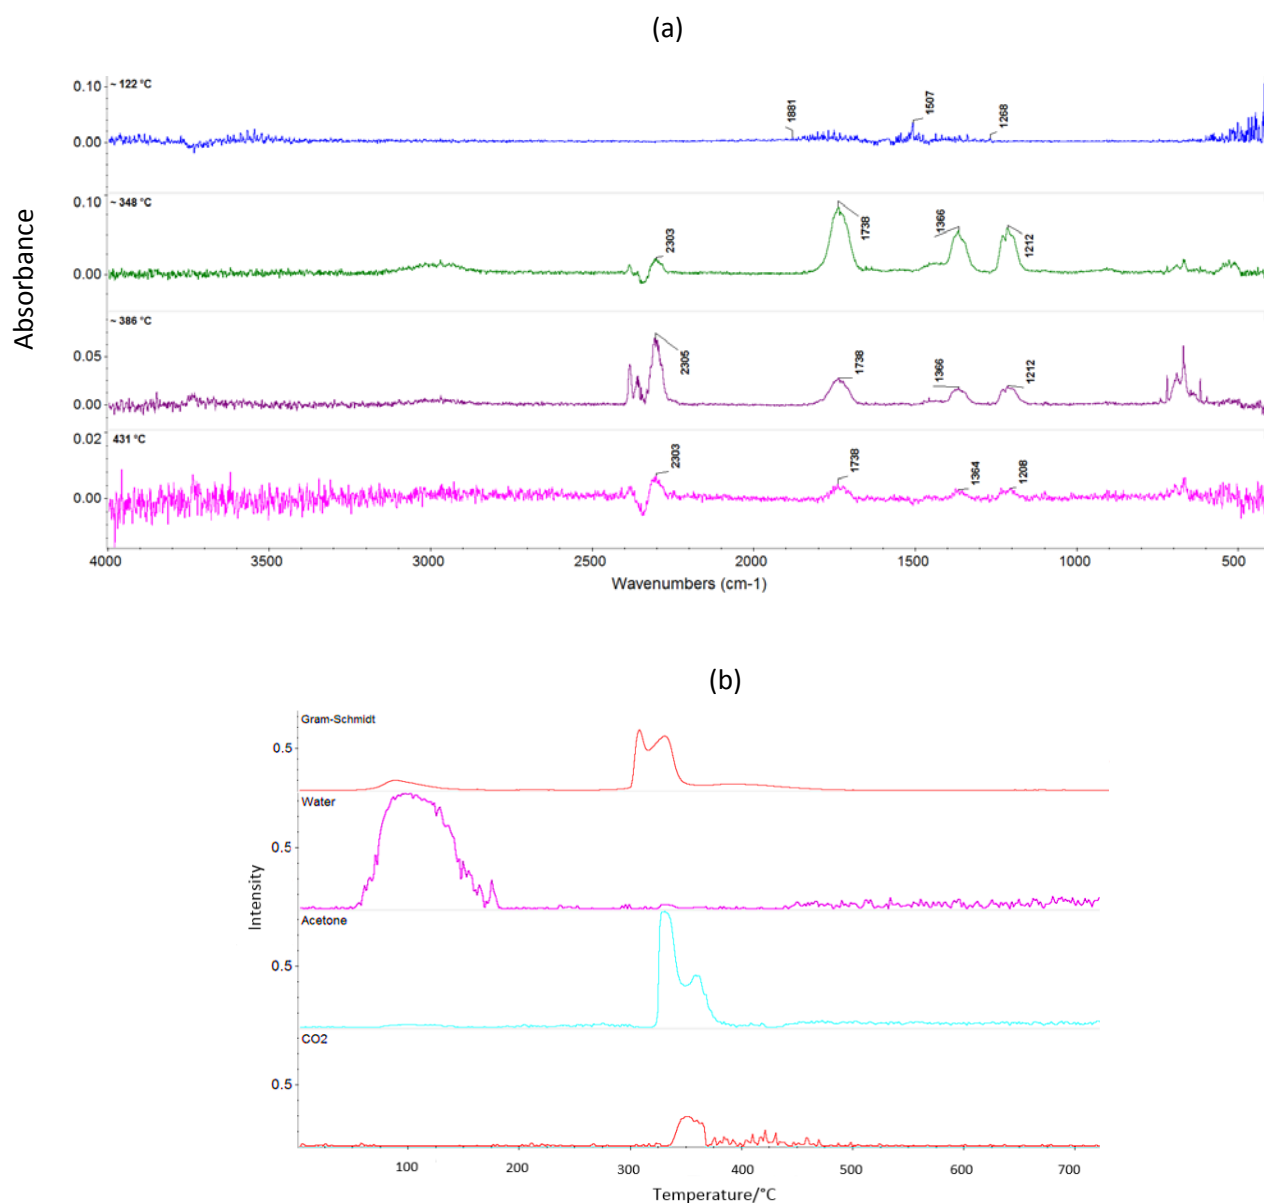 (a)
Absorbance
0.10
~ 122 °C
0.00
1881
1507
1268
0.10
~ 348 °C
0.00
2303
1738
1366
1212
~ 386 °C
0.05
0.00
2305
1738
1366
1212
0.02
431 °C
0.00
2303
1738
1364
1208
4000 3500 3000 2500 2000 1500 1000 500
Wavenumbers (cm-1)
(b)
Intensity
Gram-Schmidt
0.5
Water
0.5
Acetone
0.5
CO2
0.5
100 200 300 400 500 600 700
Temperature/°C